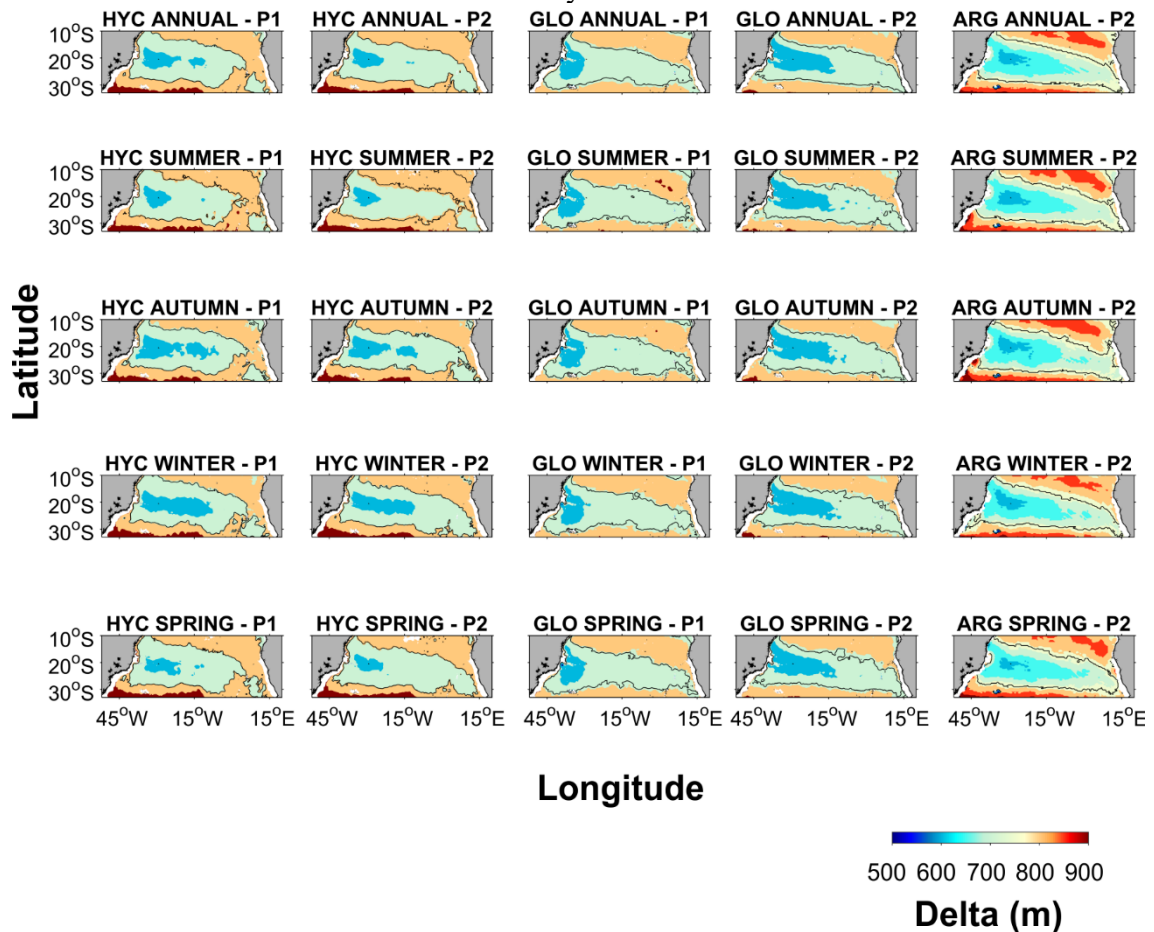 HYC ANNUAL - P1 HYC ANNUAL - P2 GLO ANNUAL - P1 GLO ANNUAL - P2 ARG ANNUAL - P2
10°S
20°S
30°S
HYC SUMMER - P1 HYC SUMMER - P2 GLO SUMMER - P1 GLO SUMMER - P2 ARG SUMMER - P2
10°S
20°S
30°S
HYC AUTUMN - P1 HYC AUTUMN - P2 GLO AUTUMN - P1 GLO AUTUMN - P2 ARG AUTUMN - P2
10°S
20°S
30°S
Latitude
HYC WINTER - P1 HYC WINTER - P2 GLO WINTER - P1 GLO WINTER - P2 ARG WINTER - P2
10°S
20°S
30°S
HYC SPRING - P1 HYC SPRING - P2 GLO SPRING - P1 GLO SPRING - P2 ARG SPRING - P2
10°S
20°S
30°S
45°W 15°W 15°E 45°W 15°W 15°E 45°W 15°W 15°E 45°W 15°W 15°E 45°W 15°W 15°E
Longitude
500 600 700 800 900
Delta (m)